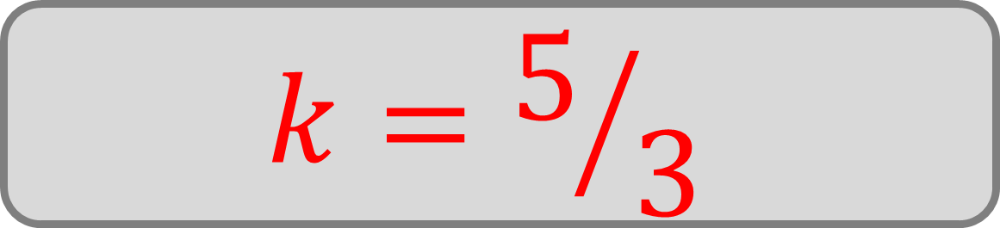 k = 5/3